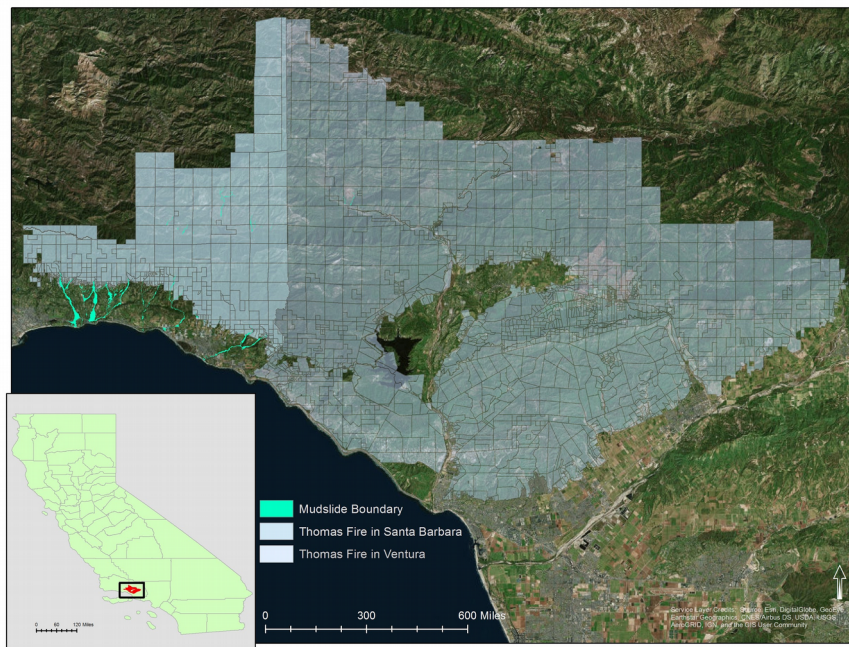 Mudslide Boundary
Thomas Fire in Santa Barbara
Thomas Fire in Ventura
0 300 600 Miles
0 60 120 Miles
Service Layer Credits: Source: Esri, DigitalGlobe, GeoEye,
Earthstar Geographics, CNES/Airbus DS, USDA, USGS,
AeroGRID, IGN, and the GIS User Community